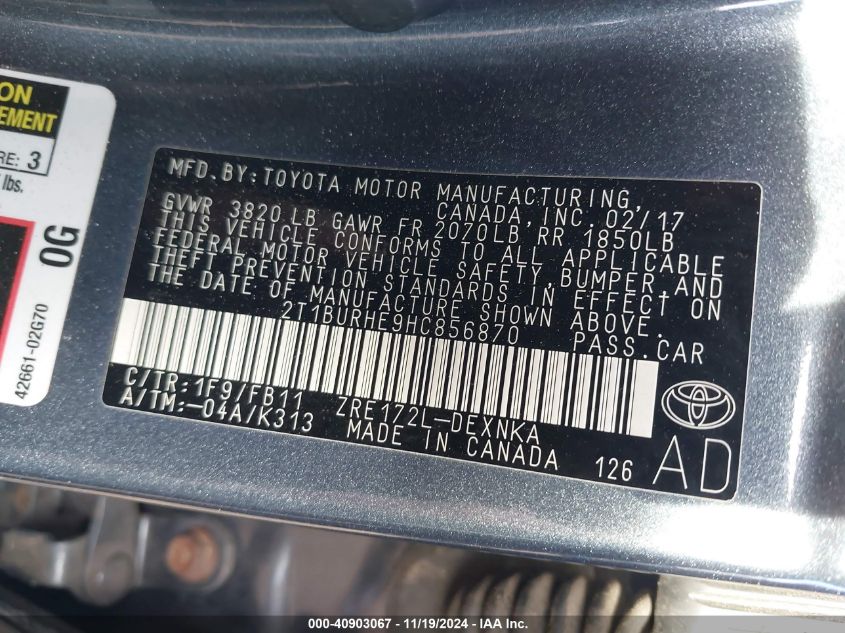 ON
EMENT
RE: 3
lbs.
0G
42661-02G70
MFD.BY:TOYOTA MOTOR MANUFACTURING,
CANADA,INC. 02/17
GVWR 3820 LB GAWR FR 2070LB RR 1850LB
THIS VEHICLE CONFORMS TO ALL APPLICABLE
FEDERAL MOTOR VEHICLE SAFETY,BUMPER,AND
THEFT PREVENTION STANDARDS IN EFFECT ON
THE DATE OF MANUFACTURE SHOWN ABOVE.
2T1BURHE9HC856870 PASS.CAR
C/TR:1F9/FB11 ZRE172L-DEXNKA
A/TM:-04A/K313 MADE IN CANADA 126
AD
000-40903067 - 11/19/2024 - IAA Inc.